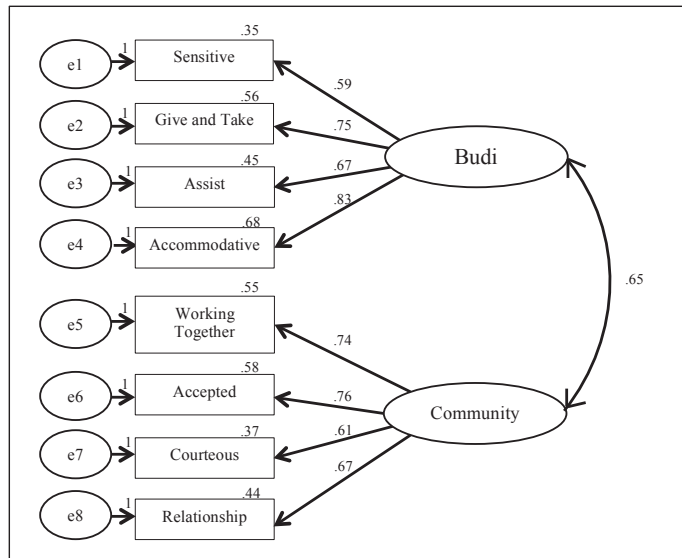 .35
1
e1
Sensitive
.59
.56
1
e2
Give and Take
.75
Budi
.45
1
e3
Assist
.67
.83
.68
1
e4
Accommodative
.65
.55
1
e5
Working
Together
.74
.58
1
e6
Accepted
.76
Community
.37
1
e7
Courteous
.61
.67
.44
1
e8
Relationship